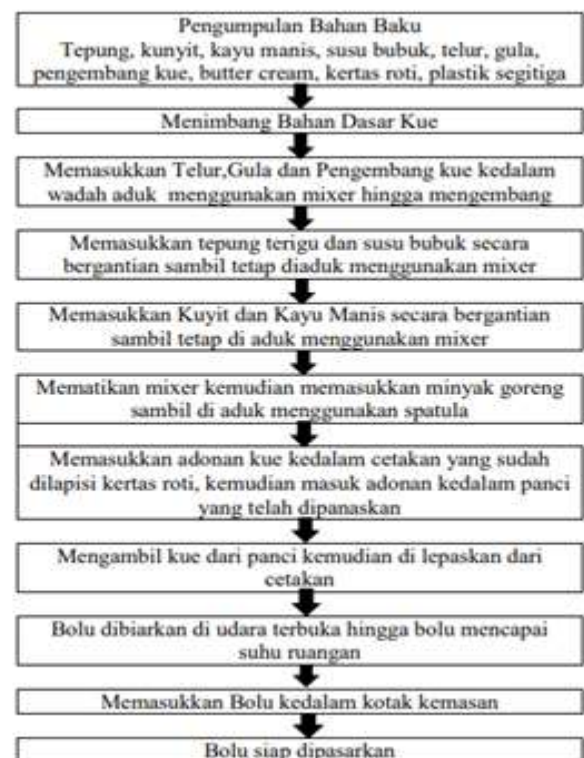 Pengumpulan Bahan Baku
Tepung, kunyit, kayu manis, susu bubuk, telur, gula,
pengembang kue, butter cream, kertas roti, plastik segitiga
Menimbang Bahan Dasar Kue
Memasukkan Telur,Gula dan Pengembang kue kedalam
wadah aduk menggunakan mixer hingga mengembang
Memasukkan tepung terigu dan susu bubuk secara
bergantian sambil tetap diaduk menggunakan mixer
Memasukkan Kuyit dan Kayu Manis secara bergantian
sambil tetap di aduk menggunakan mixer
Mematikan mixer kemudian memasukkan minyak goreng
sambil di aduk menggunakan spatula
Memasukkan adonan kue kedalam cetakan yang sudah
dilapisi kertas roti, kemudian masuk adonan kedalam panci
yang telah dipanaskan
Mengambil kue dari panci kemudian di lepaskan dari
cetakan
Bolu dibiarkan di udara terbuka hingga bolu mencapai
suhu ruangan
Memasukkan Bolu kedalam kotak kemasan
Bolu siap dipasarkan